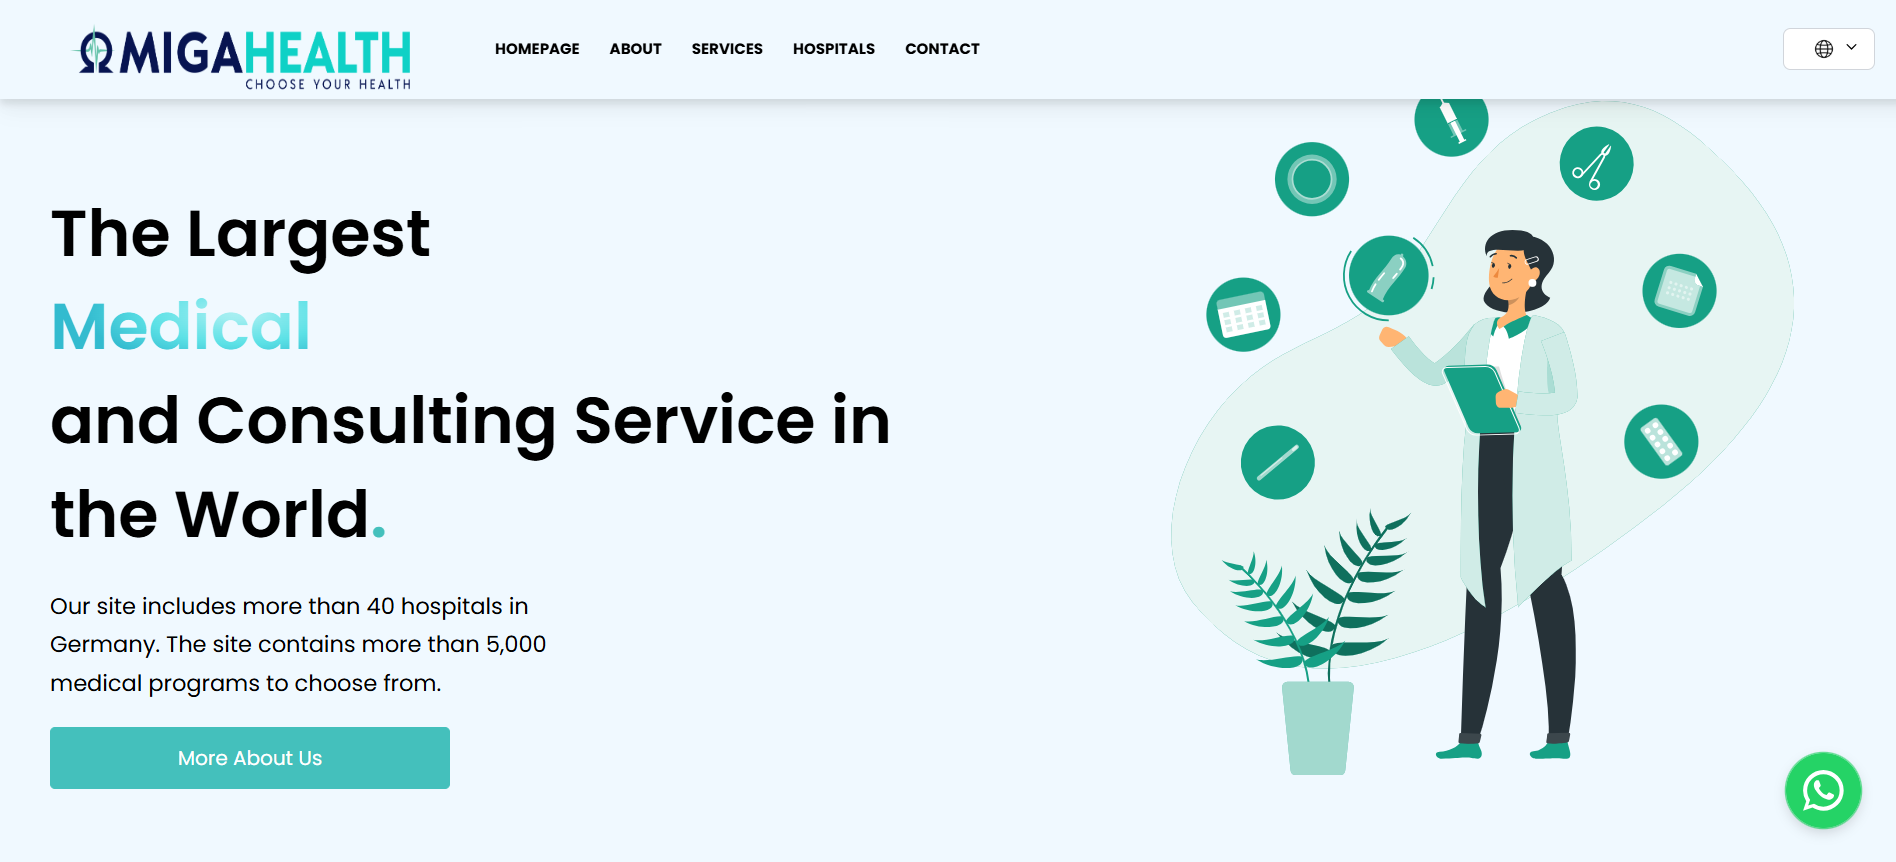 ΩMIGAHEALTH
CHOOSE YOUR HEALTH
HOMEPAGE ABOUT SERVICES HOSPITALS CONTACT
The Largest
Medical
and Consulting Service in
the World.
Our site includes more than 40 hospitals in
Germany. The site contains more than 5,000
medical programs to choose from.
More About Us